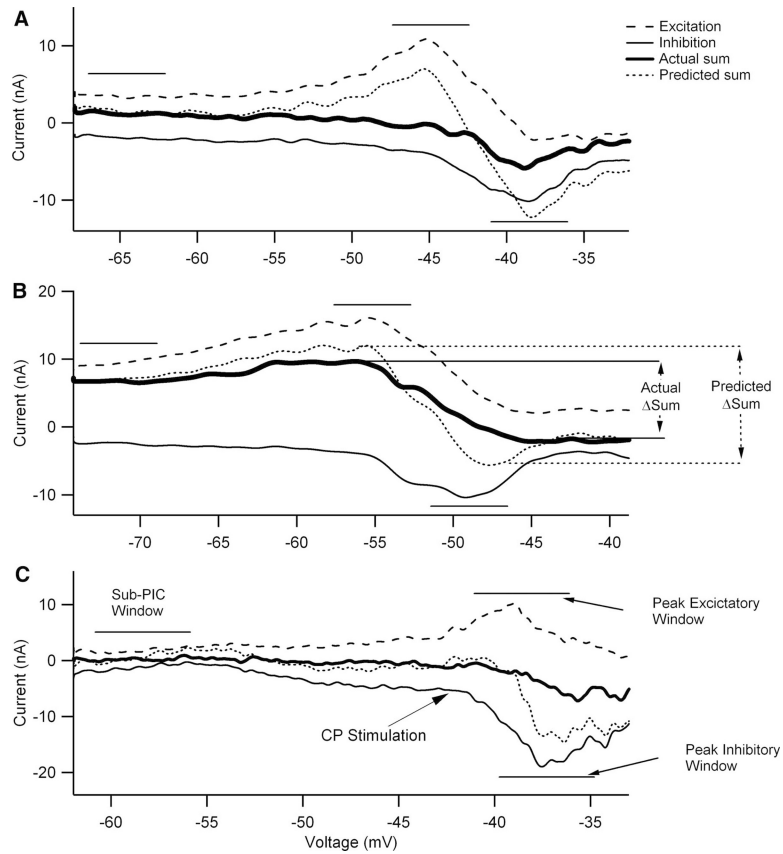 A
Excitation
Inhibition
Actual sum
Predicted sum
Current (nA)
10
0
-10
-65
-60
-55
-50
-45
-40
-35
B
Current (nA)
20
10
0
-10
Actual
ΔSum
Predicted
ΔSum
-70
-65
-60
-55
-50
-45
-40
C
Sub-PIC
Window
Peak Excictatory
Window
Current (nA)
10
0
-10
-20
CP Stimulation
Peak Inhibitory
Window
-60
-55
-50
-45
-40
-35
Voltage (mV)